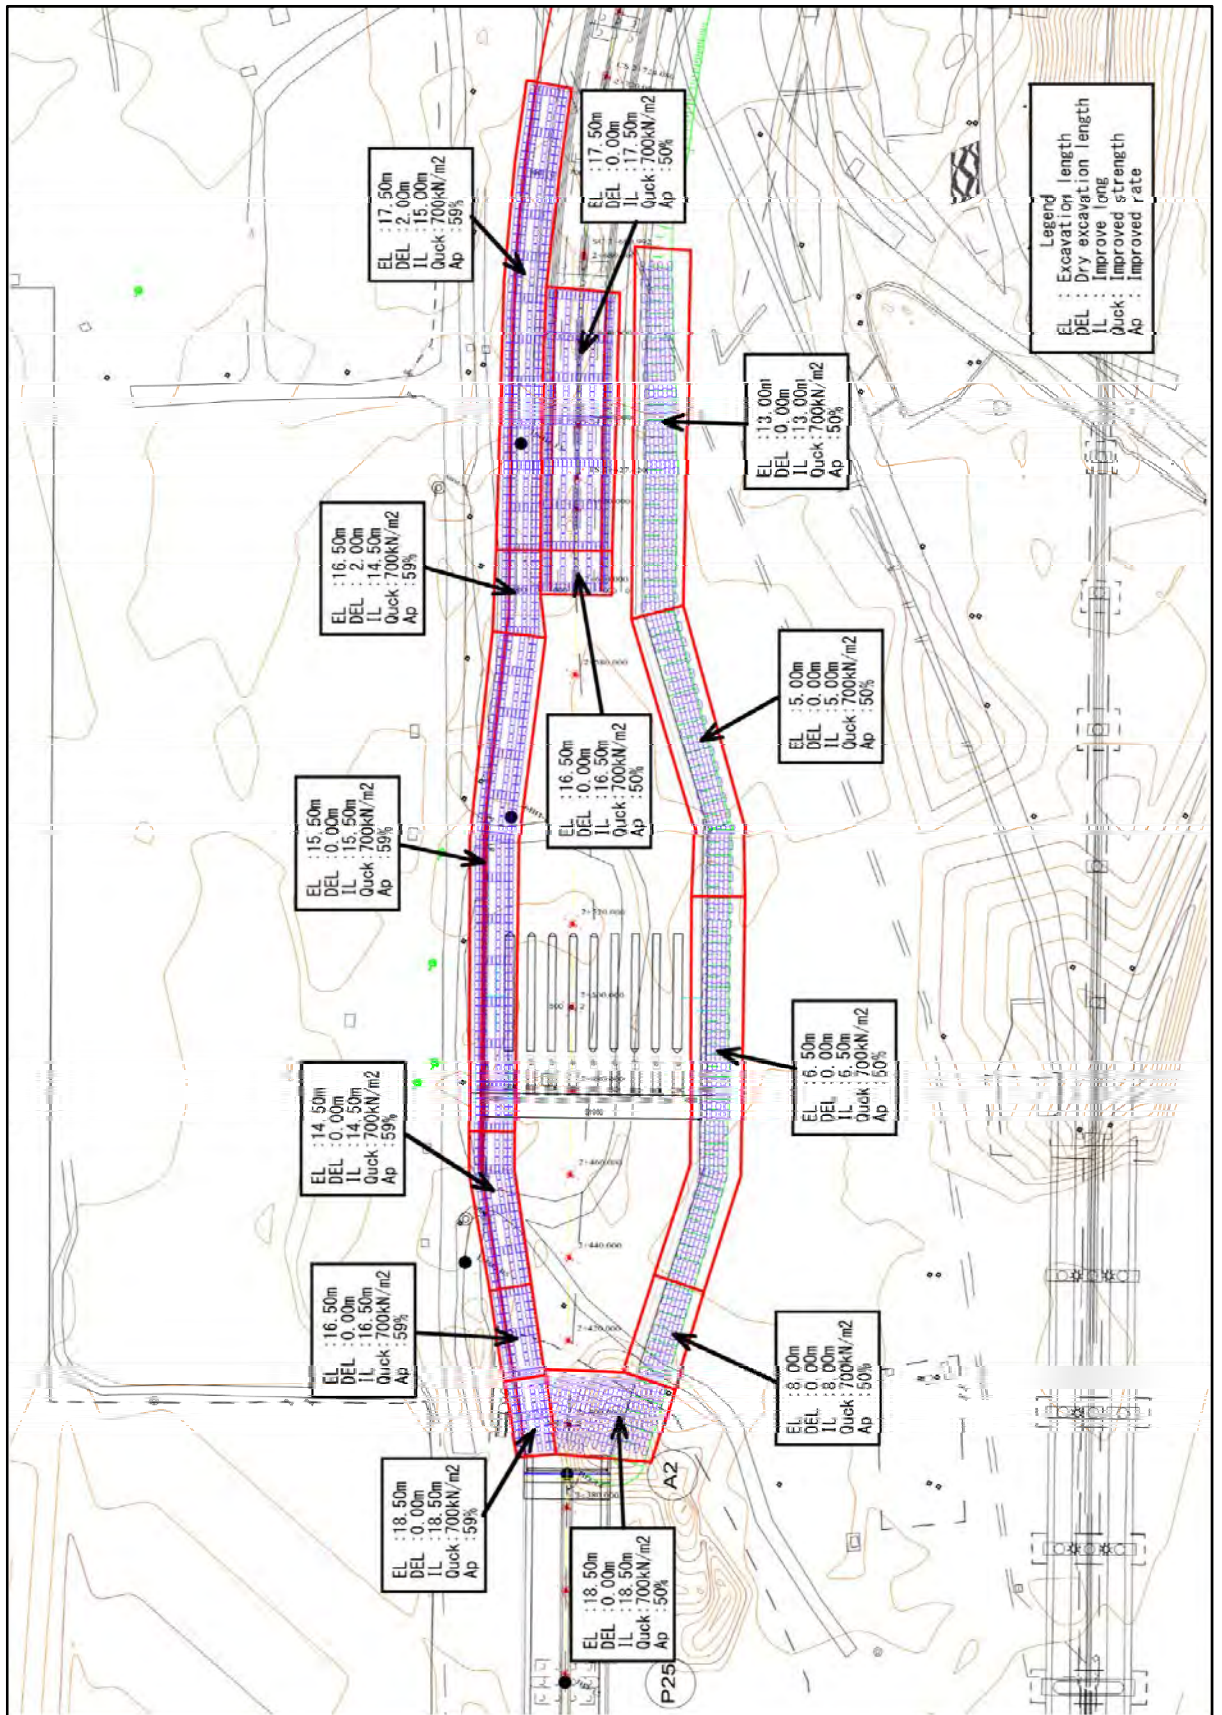 EL :17.50m
DEL :2.00m
IL :15.00m
Quck:700kN/m2
Ap :59%
EL :17.50m
DEL :0.00m
IL :17.50m
Quck:700kN/m2
Ap :50%
Legend
EL : Excavation length
DEL : Dry excavation length
IL : Improve long
Quck: Improved strength
Ap : Improved rate
EL :13.00m
DEL :0.00m
IL :13.00m
Quck:700kN/m2
Ap :50%
EL :16.50m
DEL :2.00m
IL :14.50m
Quck:700kN/m2
Ap :59%
EL :5.00m
DEL :0.00m
IL :5.00m
Quck:700kN/m2
Ap :50%
EL :16.50m
DEL :0.00m
IL :16.50m
Quck:700kN/m2
Ap :50%
EL :15.50m
DEL :0.00m
IL :15.50m
Quck:700kN/m2
Ap :59%
EL :6.50m
DEL :0.00m
IL :6.50m
Quck:700kN/m2
Ap :50%
EL :14.50m
DEL :0.00m
IL :14.50m
Quck:700kN/m2
Ap :59%
EL :16.50m
DEL :0.00m
IL :16.50m
Quck:700kN/m2
Ap :59%
EL :8.00m
DEL :0.00m
IL :8.00m
Quck:700kN/m2
Ap :50%
EL :18.50m
DEL :0.00m
IL :18.50m
Quck:700kN/m2
Ap :59%
EL :18.50m
DEL :0.00m
IL :18.50m
Quck:700kN/m2
Ap :50%
A2
P25
2+460.000
2+440.000
2+420.000